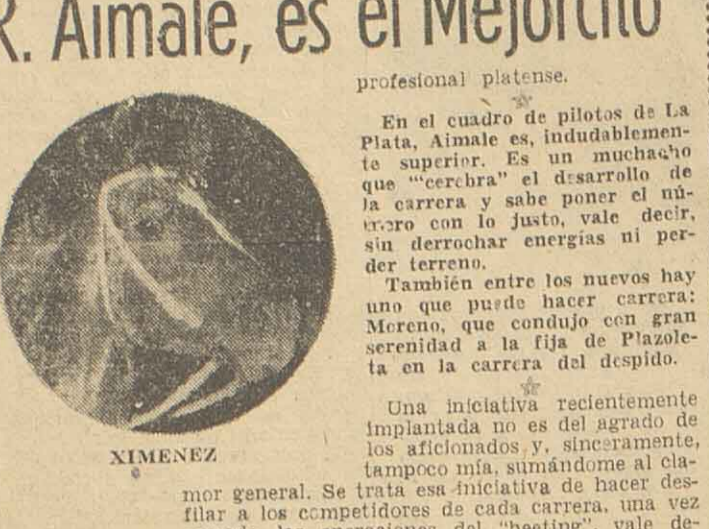 R. Aimale, es el Mejorcito
profesional platense.
En el cuadro de pilotos de La
Plata, Aimale es, indudablemen-
te superior. Es un muchacho
que "'cerebra" el desarrollo de
la carrera y sabe poner el nú-
con lo justo, vale decir,
sin derrochar energías ni per-
der terreno.
También entre los nuevos hay
uno que puede hacer carrera:
Moreno, que condujo con gran
serenidad a la fija de Plazole-
ta en la carrera del despido.
Una iniciativa recientemente
implantada no es del agrado de
los aficionados y, sinceramente,
tampoco mía, sumándome al cla-
mor general. Se trata esa iniciativa de hacer des-
filar a los competidores de cada carrera, una vez
operaciones del "heeting", vale de-
XIMENEZ